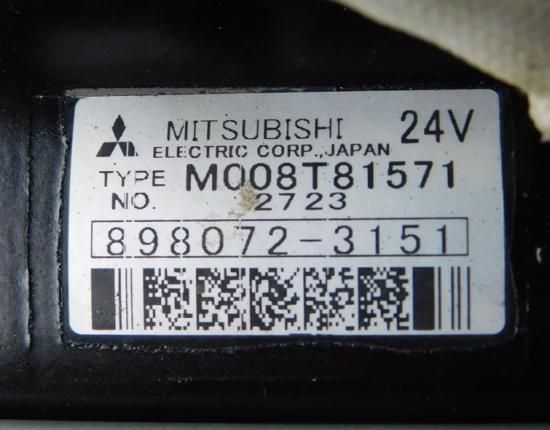 MITSUBISHI 24V
ELECTRIC CORP., JAPAN
TYPE M008T81571
NO. 2723
898072-3151